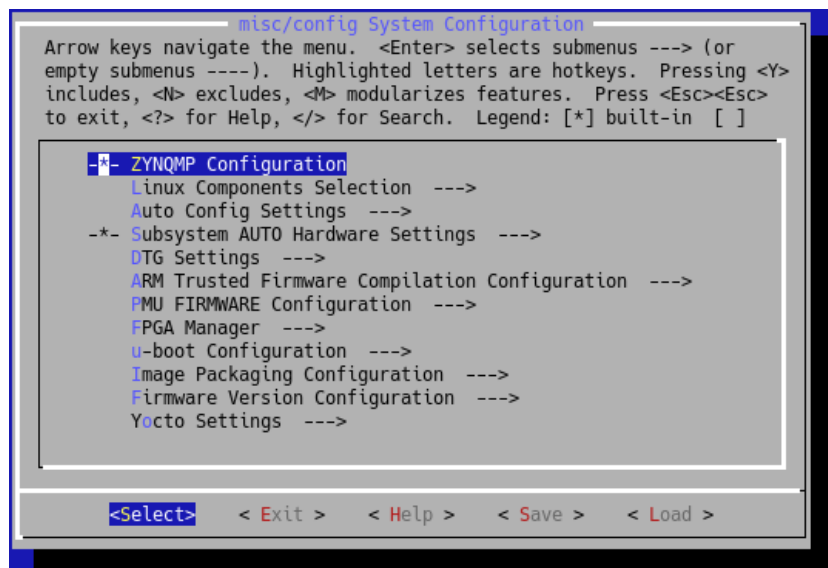 misc/config System Configuration
Arrow keys navigate the menu.  <Enter> selects submenus ---> (or
empty submenus ----).  Highlighted letters are hotkeys.  Pressing <Y>
includes, <N> excludes, <M> modularizes features.  Press <Esc><Esc>
to exit, <?> for Help, </> for Search.  Legend: [*] built-in  [ ]
-*- ZYNQMP Configuration
Linux Components Selection  --->
Auto Config Settings  --->
-*- Subsystem AUTO Hardware Settings  --->
DTG Settings  --->
ARM Trusted Firmware Compilation Configuration  --->
PMU FIRMWARE Configuration  --->
FPGA Manager  --->
u-boot Configuration  --->
Image Packaging Configuration  --->
Firmware Version Configuration  --->
Yocto Settings  --->
<Select>    < Exit >    < Help >    < Save >    < Load >